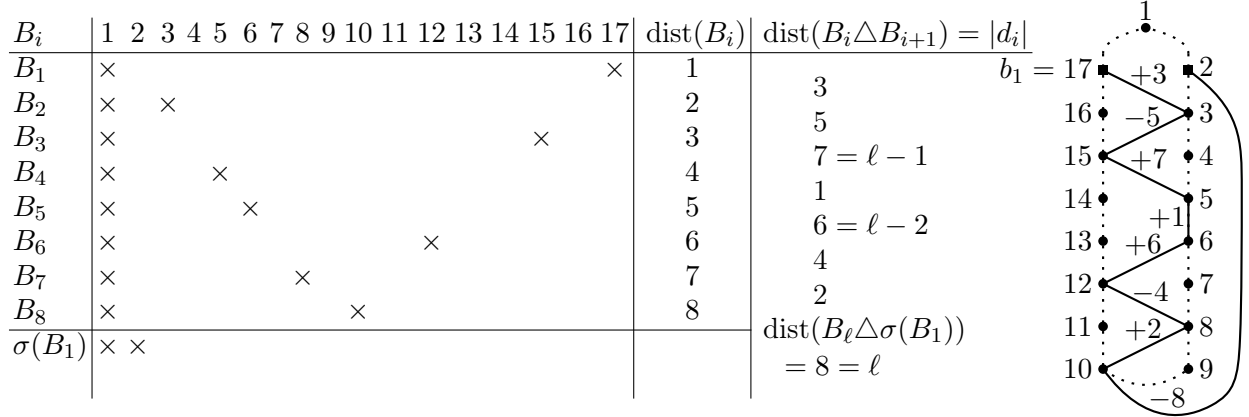 B_i 1 2 3 4 5 6 7 8 9 10 11 12 13 14 15 16 17 dist(B_i) dist(B_i△B_{i+1}) = |d_i|
B_1 × × 1
3
B_2 × × 2
5
B_3 × × 3
7 = ℓ − 1
B_4 × × 4
1
B_5 × × 5
6 = ℓ − 2
B_6 × × 6
4
B_7 × × 7
2
B_8 × × 8
dist(B_ℓ△σ(B_1))
σ(B_1) × ×
= 8 = ℓ
1
b_1 = 17 +3 2
16 −5 3
15 +7 4
14 5
+1
13 +6 6
12 −4 7
11 +2 8
10 9
−8